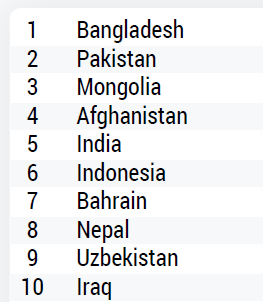 1 Bangladesh
2 Pakistan
3 Mongolia
4 Afghanistan
5 India
6 Indonesia
7 Bahrain
8 Nepal
9 Uzbekistan
10 Iraq